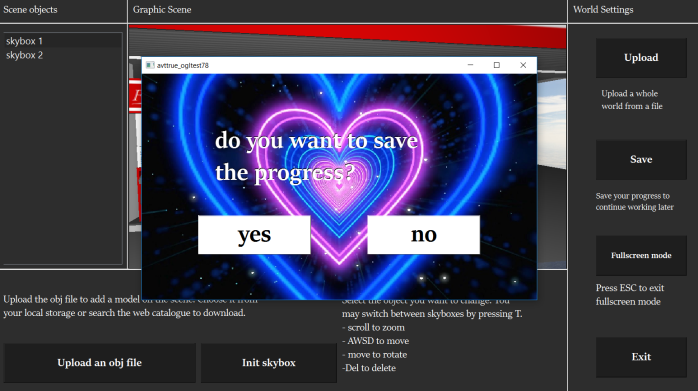 Scene objects
Graphic Scene
World Settings
skybox 1
skybox 2
avttrue_ogltest78
do you want to save
the progress?
yes
no
Upload
Upload a whole
world from a file
Save
Save your progress to
continue working later
Fullscreen mode
Press ESC to exit
fullscreen mode
Exit
Upload the obj file to add a model on the scene. Choose it from
your local storage or search the web catalogue to download.
Upload an obj file
Init skybox
Select the object you want to change. You
may switch between skyboxes by pressing T.
- scroll to zoom
- AWSD to move
- move to rotate
-Del to delete